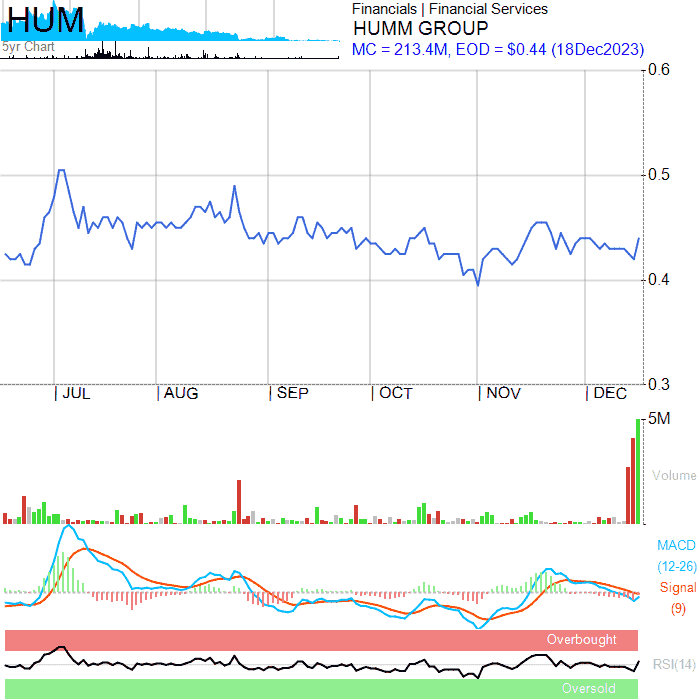 HUM
5yr Chart
Financials | Financial Services
HUMM GROUP
MC = 213.4M, EOD = $0.44 (18Dec2023)
0.6
0.5
0.4
0.3
JUL AUG SEP OCT NOV DEC
5M
Volume
MACD
(12-26)
Signal
(9)
Overbought
RSI(14)
Oversold